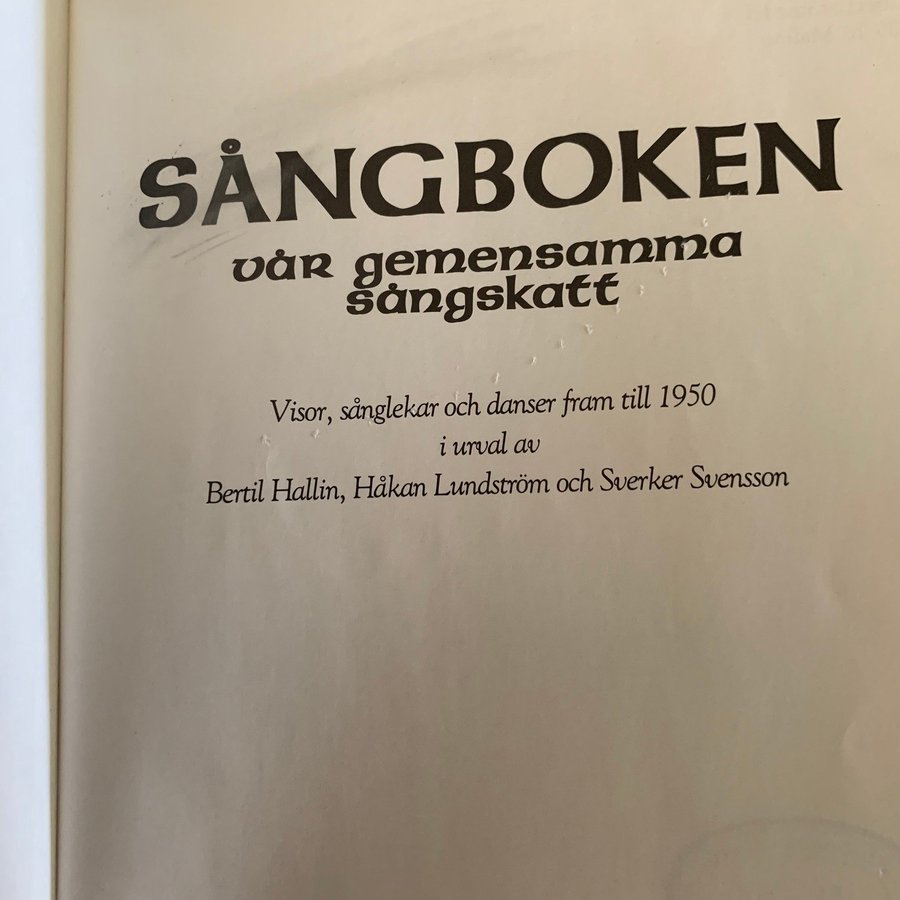 SÅNGBOKEN
vår gemensamma
sångskatt
Visor, sånglekar och danser fram till 1950
i urval av
Bertil Hallin, Håkan Lundström och Sverker Svensson